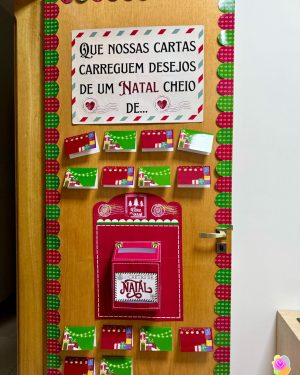 QUE NOSSAS CARTAS
CARREGUEM DESEJOS
DE UM NATAL CHEIO
DE...
NATAL